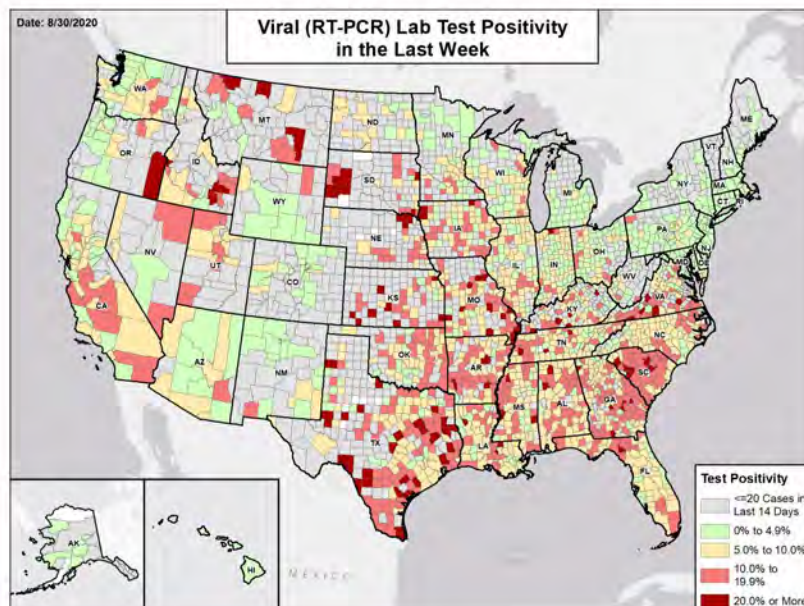 Date: 8/30/2020
Viral (RT-PCR) Lab Test Positivity
in the Last Week
WA
MT
ND
MN
ME
OR
ID
SD
WI
MI
VT
NH
NY
MA
CT
RI
WY
NE
IA
PA
NJ
NV
UT
CO
IL
IN
OH
MD
DE
WV
VA
CA
KS
MO
KY
NC
TN
AZ
NM
OK
AR
SC
MS
AL
GA
TX
LA
FL
AK
HI
MEXICO
Test Positivity
<=20 Cases in
Last 14 Days
0% to 4.9%
5.0% to 10.0%
10.0% to
19.9%
20.0% or More